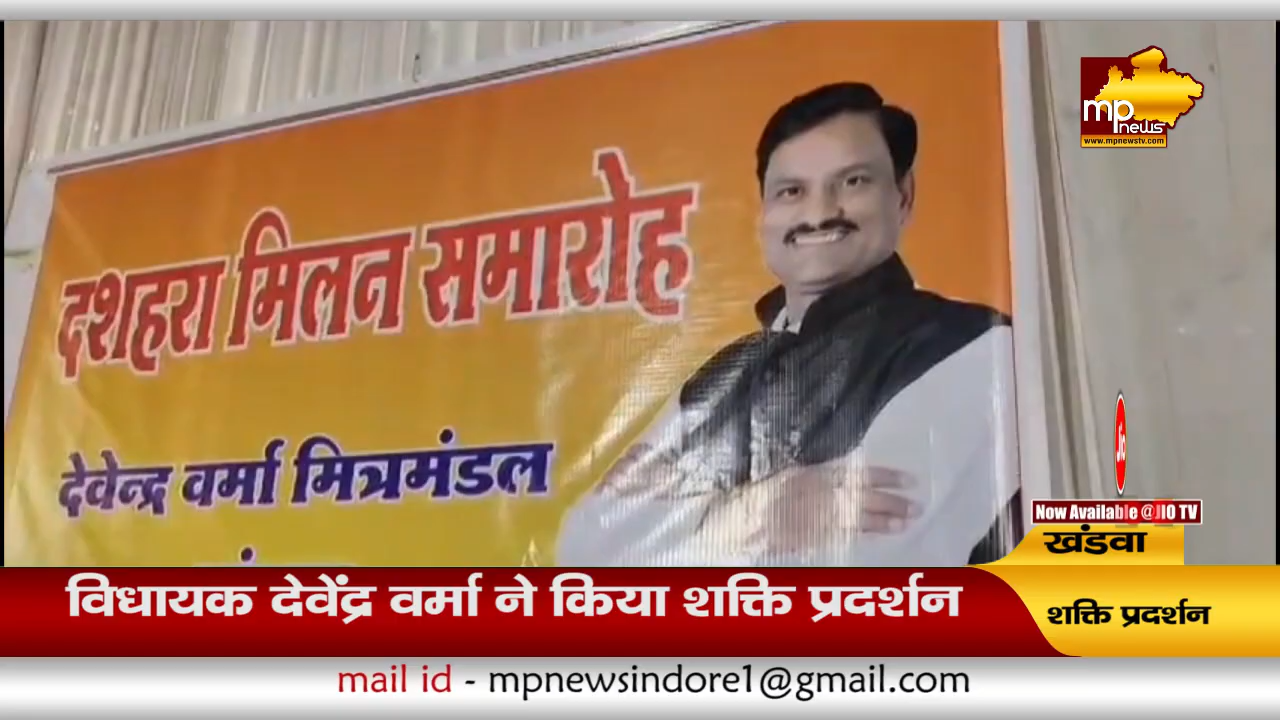 mp
news
www.mpnewstv.com
दशहरा मिलन समारोह
देवेन्द्र वर्मा मित्रमंडल
Jio
Now Available @JIO TV
खंडवा
विधायक देवेंद्र वर्मा ने किया शक्ति प्रदर्शन
शक्ति प्रदर्शन
mail id - mpnewsindore1@gmail.com